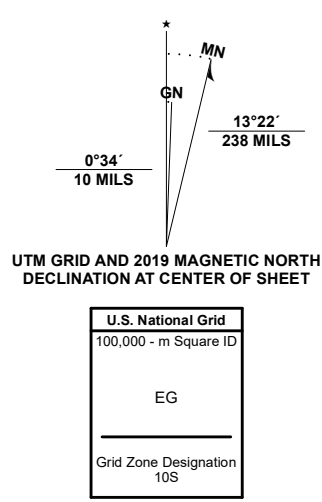 ★
MN
GN
13°22´
238 MILS
0°34´
10 MILS
UTM GRID AND 2019 MAGNETIC NORTH
DECLINATION AT CENTER OF SHEET
U.S. National Grid
100,000 - m Square ID
EG
Grid Zone Designation
10S